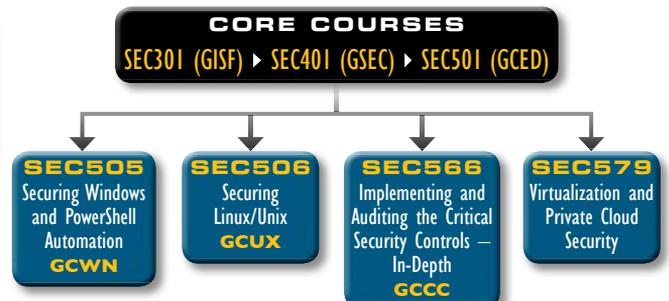 CORE COURSES
SEC301 (GISF) ▸ SEC401 (GSEC) ▸ SEC501 (GCED)
SEC505
Securing Windows
and PowerShell
Automation
GCWN
SEC506
Securing
Linux/Unix
GCUX
SEC566
Implementing and
Auditing the Critical
Security Controls –
In-Depth
GCCC
SEC579
Virtualization and
Private Cloud
Security